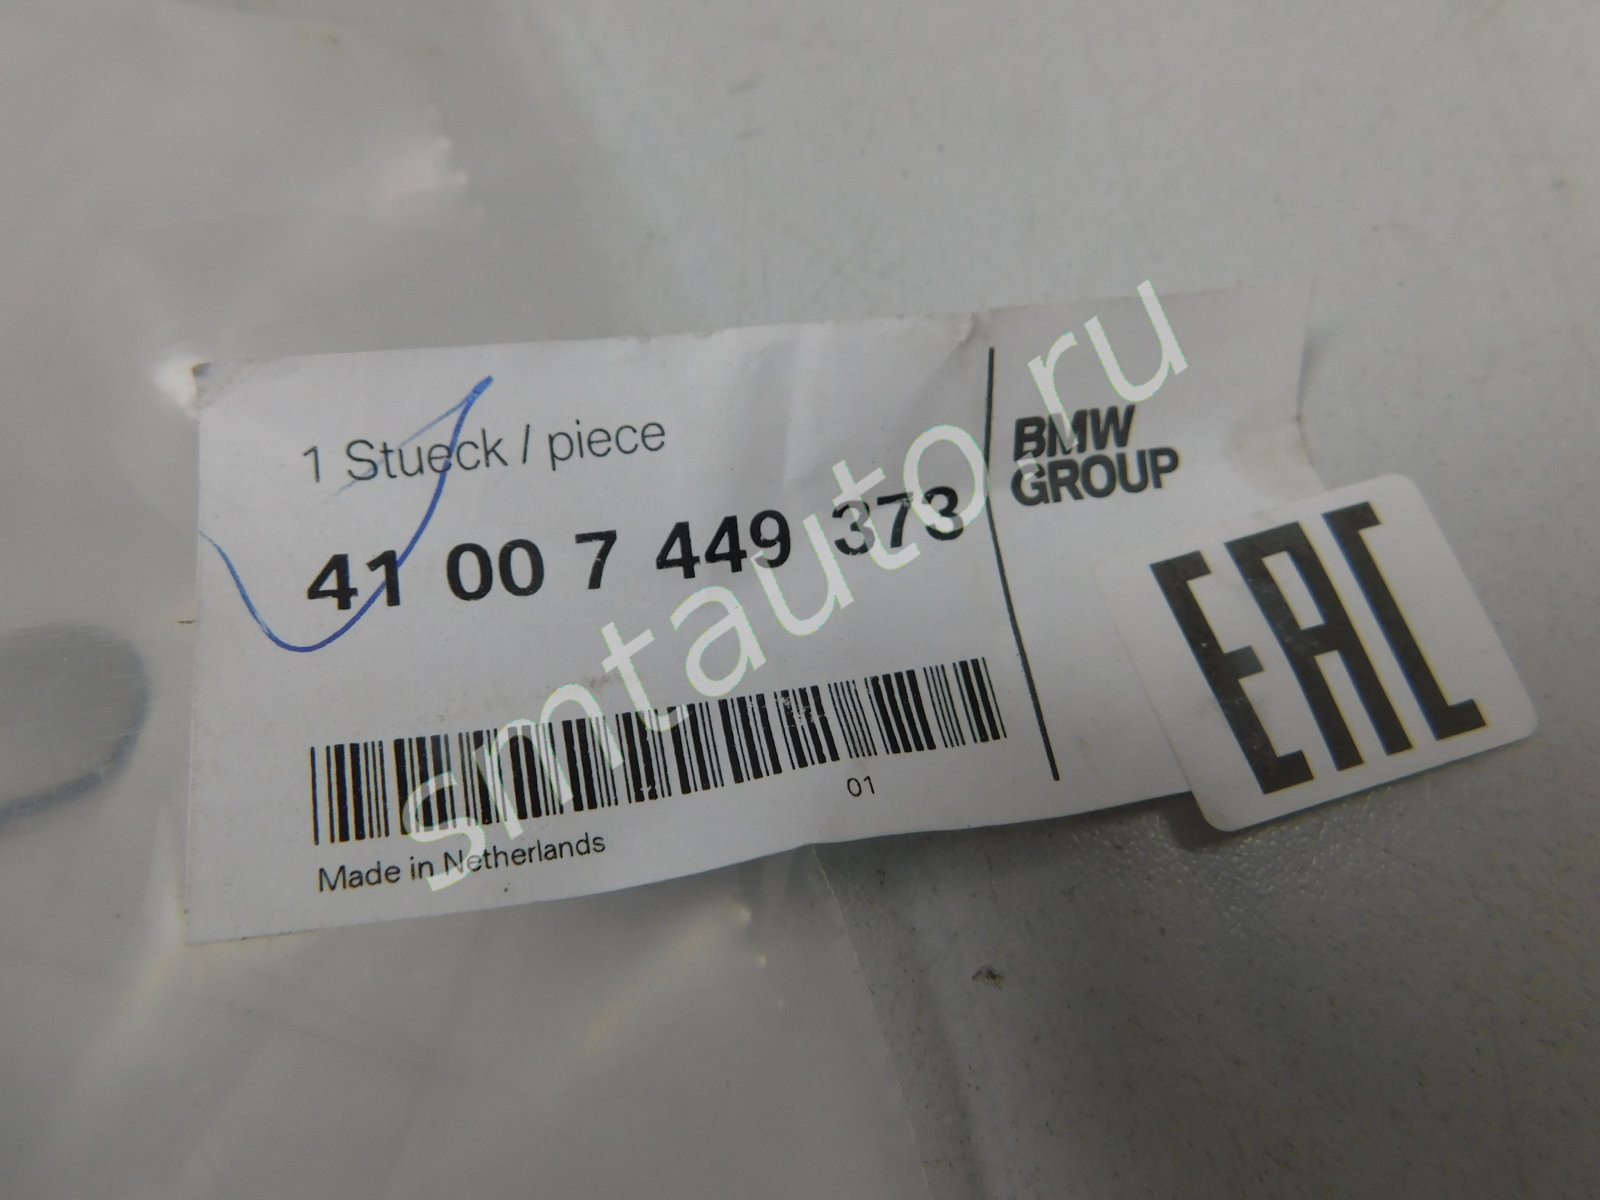 1 Stueck / piece
41 00 7 449 373
01
Made in Netherlands
BMW
GROUP
EAC
smtauto.ru